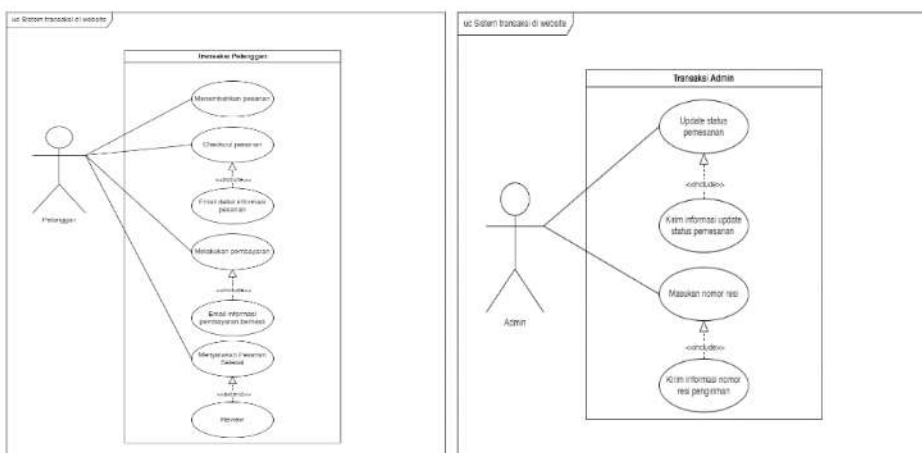 uc Sistem transaksi di website
Transaksi Pelanggan
Menambahkan pesanan
Checkout pesanan
<<include>>
Email detail informasi
pesanan
Melakukan pembayaran
<<include>>
Email informasi
pembayaran berhasil
Menyatakan Pesanan
Selesai
<<extend>>
Review
Pelanggan
uc Sistem transaksi di website
Transaksi Admin
Update status
pemesanan
<<include>>
Kirim informasi update
status pemesanan
Masukan nomor resi
<<include>>
Kirim informasi nomor
resi pengiriman
Admin